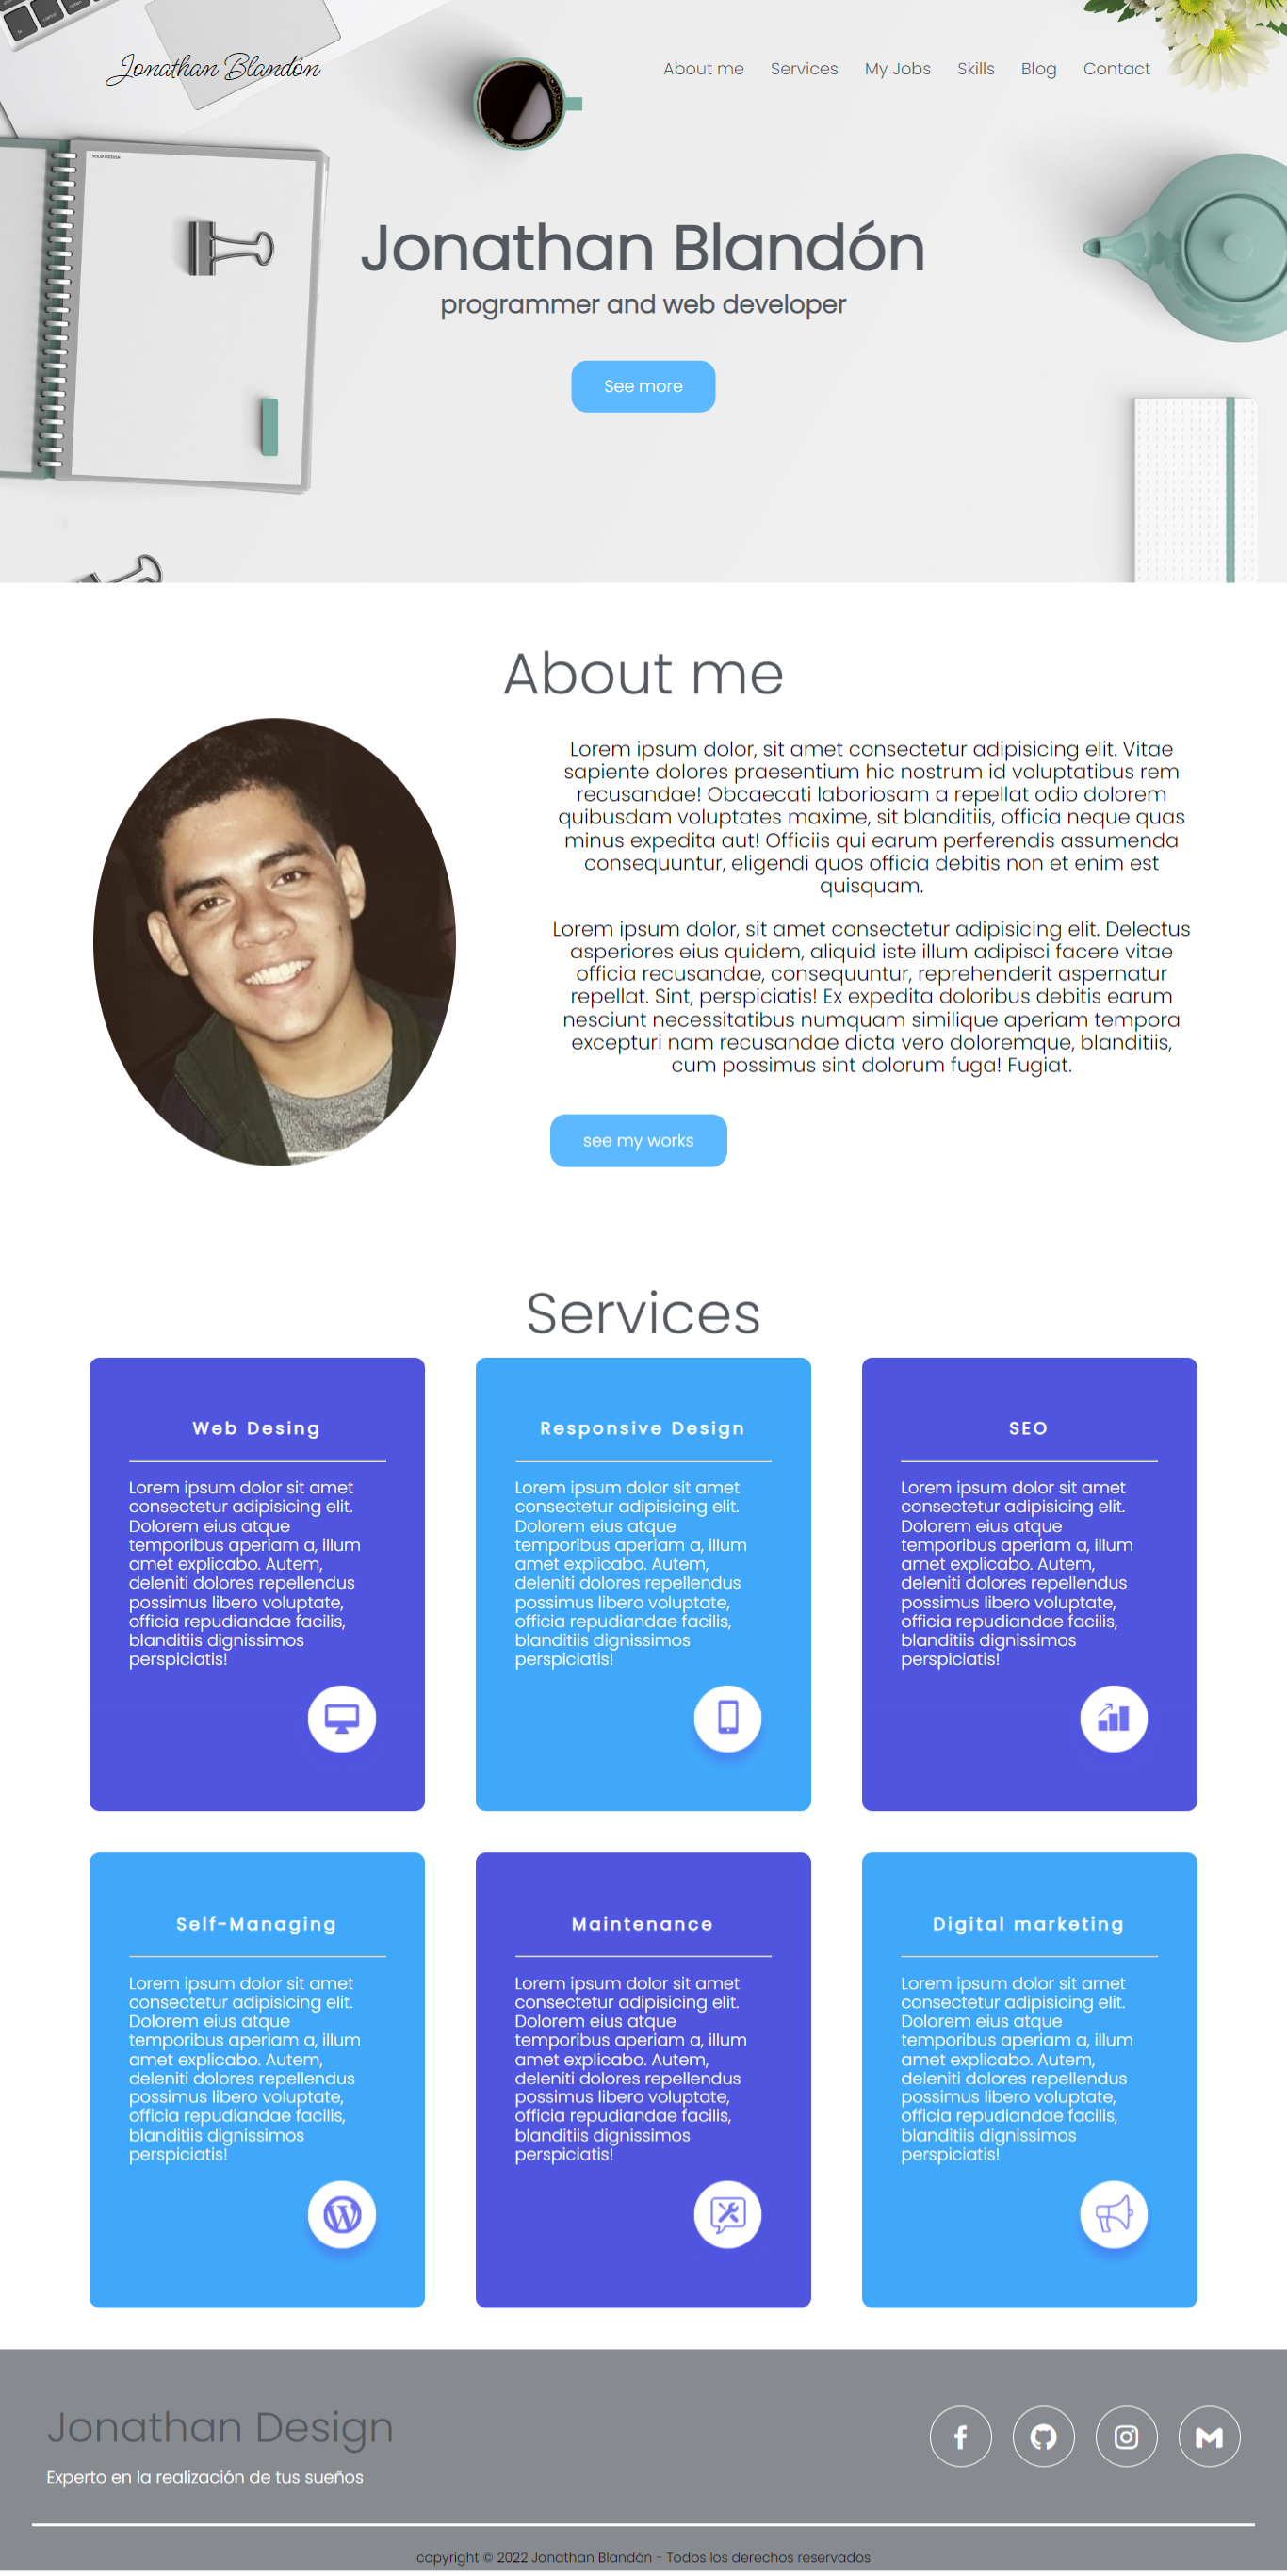 Jonathan Blandón
About me Services My Jobs Skills Blog Contact
YOUR DESIGN
Jonathan Blandón
programmer and web developer
See more
About me
Lorem ipsum dolor, sit amet consectetur adipisicing elit. Vitae
sapiente dolores praesentium hic nostrum id voluptatibus rem
recusandae! Obcaecati laboriosam a repellat odio dolorem
quibusdam voluptates maxime, sit blanditiis, officia neque quas
minus expedita aut! Officiis qui earum perferendis assumenda
consequuntur, eligendi quos officia debitis non et enim est
quisquam.
Lorem ipsum dolor, sit amet consectetur adipisicing elit. Delectus
asperiores eius quidem, aliquid iste illum adipisci facere vitae
officia recusandae, consequuntur, reprehenderit aspernatur
repellat. Sint, perspiciatis! Ex expedita doloribus debitis earum
nesciunt necessitatibus numquam similique aperiam tempora
excepturi nam recusandae dicta vero doloremque, blanditiis,
cum possimus sint dolorum fuga! Fugiat.
see my works
Services
Web Desing
Lorem ipsum dolor sit amet
consectetur adipisicing elit.
Dolorem eius atque
temporibus aperiam a, illum
amet explicabo. Autem,
deleniti dolores repellendus
possimus libero voluptate,
officia repudiandae facilis,
blanditiis dignissimos
perspiciatis!
Responsive Design
Lorem ipsum dolor sit amet
consectetur adipisicing elit.
Dolorem eius atque
temporibus aperiam a, illum
amet explicabo. Autem,
deleniti dolores repellendus
possimus libero voluptate,
officia repudiandae facilis,
blanditiis dignissimos
perspiciatis!
SEO
Lorem ipsum dolor sit amet
consectetur adipisicing elit.
Dolorem eius atque
temporibus aperiam a, illum
amet explicabo. Autem,
deleniti dolores repellendus
possimus libero voluptate,
officia repudiandae facilis,
blanditiis dignissimos
perspiciatis!
Self-Managing
Lorem ipsum dolor sit amet
consectetur adipisicing elit.
Dolorem eius atque
temporibus aperiam a, illum
amet explicabo. Autem,
deleniti dolores repellendus
possimus libero voluptate,
officia repudiandae facilis,
blanditiis dignissimos
perspiciatis!
Maintenance
Lorem ipsum dolor sit amet
consectetur adipisicing elit.
Dolorem eius atque
temporibus aperiam a, illum
amet explicabo. Autem,
deleniti dolores repellendus
possimus libero voluptate,
officia repudiandae facilis,
blanditiis dignissimos
perspiciatis!
Digital marketing
Lorem ipsum dolor sit amet
consectetur adipisicing elit.
Dolorem eius atque
temporibus aperiam a, illum
amet explicabo. Autem,
deleniti dolores repellendus
possimus libero voluptate,
officia repudiandae facilis,
blanditiis dignissimos
perspiciatis!
Jonathan Design
Experto en la realización de tus sueños
copyright © 2022 Jonathan Blandón - Todos los derechos reservados